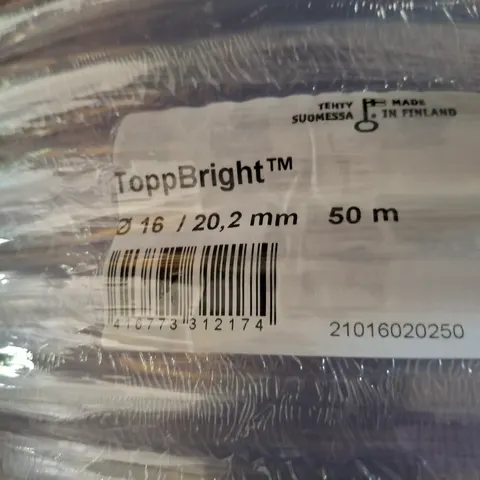 TEHTY MADE
SUOMESSA IN FINLAND
ToppBright™
Ø 16 / 20,2 mm 50 m
410773 312174
21016020250